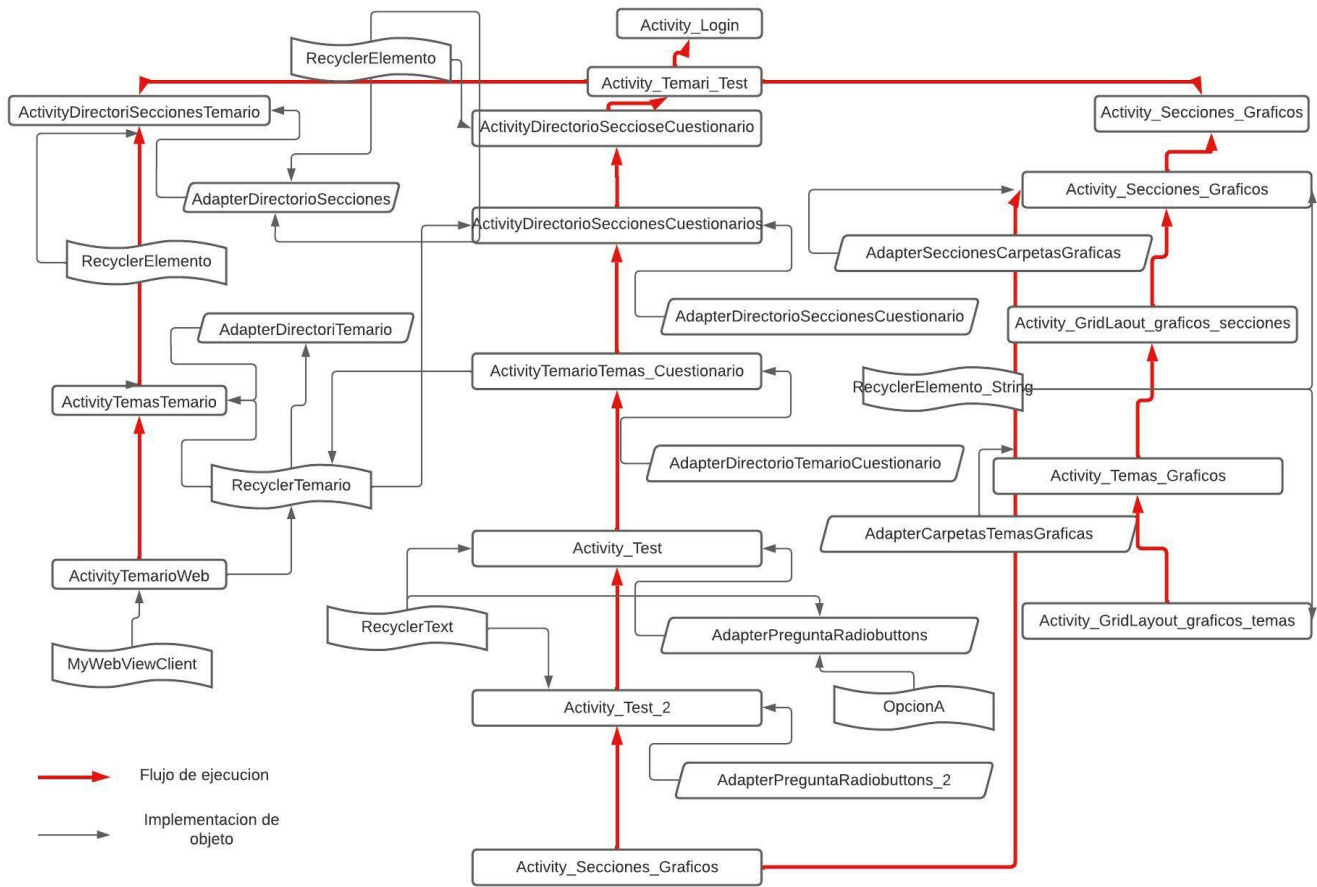 Activity_Login
RecyclerElemento
Activity_Temari_Test
ActivityDirectoriSeccionesTemario
Activity_Secciones_Graficos
ActivityDirectorioSeccioseCuestionario
AdapterDirectorioSecciones
Activity_Secciones_Graficos
ActivityDirectorioSeccionesCuestionarios
RecyclerElemento
AdapterSeccionesCarpetasGraficas
AdapterDirectorioSeccionesCuestionario
AdapterDirectoriTemario
Activity_GridLaout_graficos_secciones
ActivityTemarioTemas_Cuestionario
RecyclerElemento_String
ActivityTemasTemario
AdapterDirectorioTemarioCuestionario
Activity_Temas_Graficos
RecyclerTemario
AdapterCarpetasTemasGraficas
Activity_Test
ActivityTemarioWeb
RecyclerText
AdapterPreguntaRadiobuttons
Activity_GridLayout_graficos_temas
MyWebViewClient
Activity_Test_2
OpcionA
Flujo de ejecucion
AdapterPreguntaRadiobuttons_2
Implementacion de
objeto
Activity_Secciones_Graficos